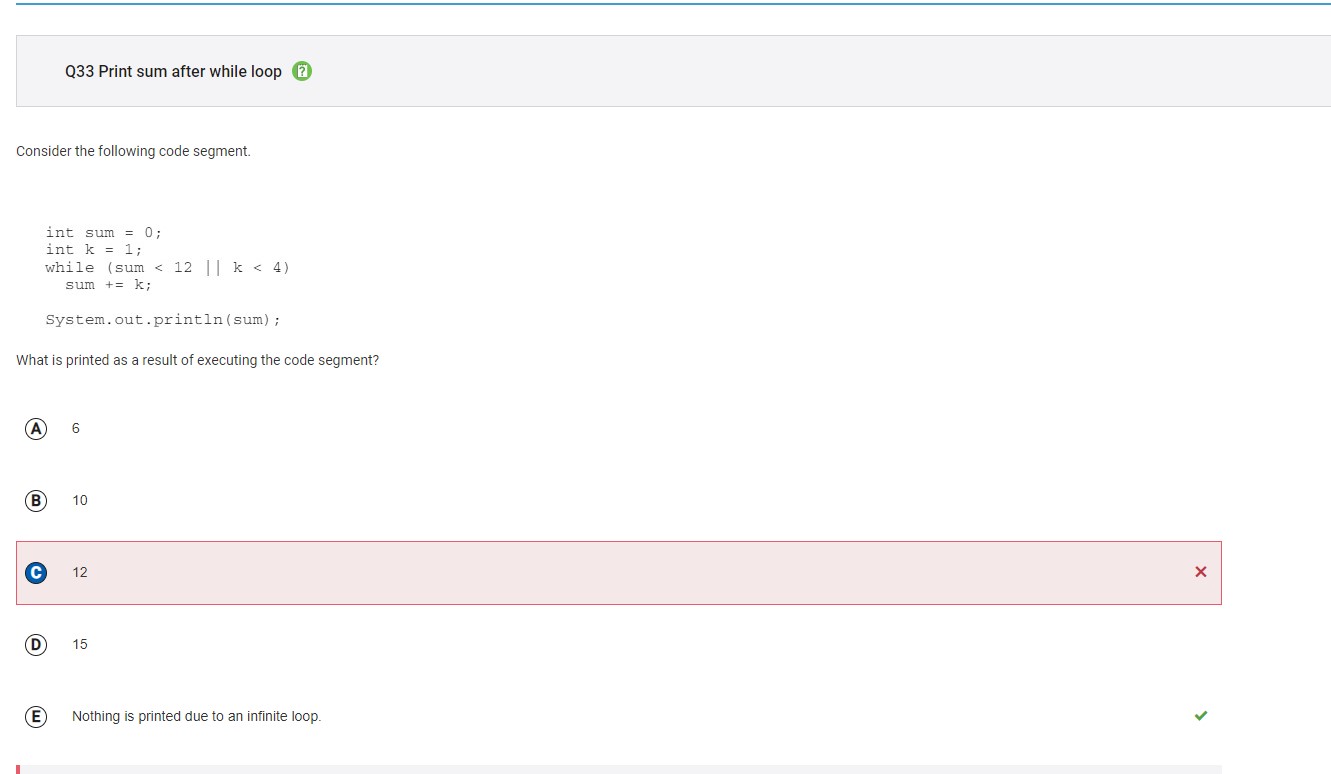 Q33 Print sum after while loop ?
Consider the following code segment.
int sum = 0;
int k = 1;
while (sum < 12 || k < 4)
  sum += k;
System.out.println(sum);
What is printed as a result of executing the code segment?
A 6
B 10
C 12
D 15
E Nothing is printed due to an infinite loop.